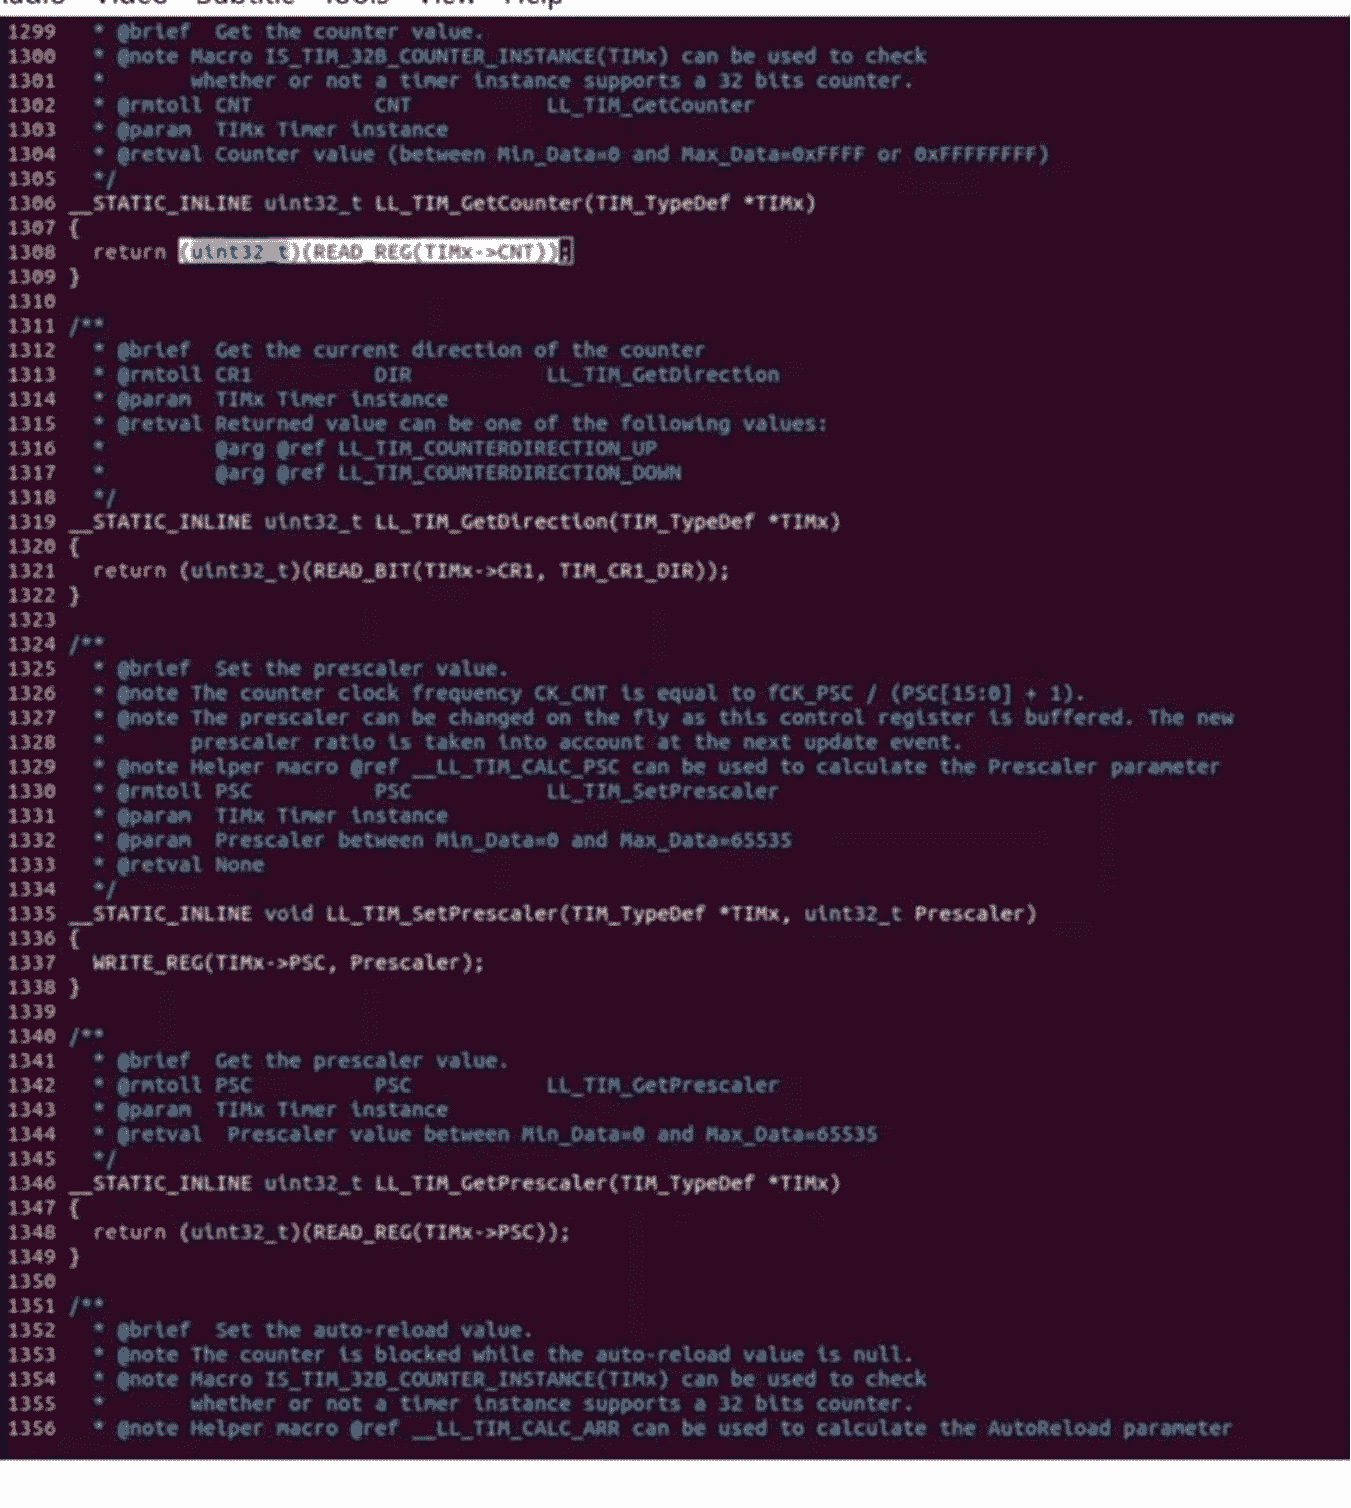 Audio Video Subtitle Tools View Help
1299 * @brief Get the counter value.
1300 * @note Macro IS_TIM_32B_COUNTER_INSTANCE(TIMx) can be used to check
1301 * whether or not a timer instance supports a 32 bits counter.
1302 * @rmtoll CNT CNT LL_TIM_GetCounter
1303 * @param TIMx Timer instance
1304 * @retval Counter value (between Min_Data=0 and Max_Data=0xFFFF or 0xFFFFFFFF)
1305 */
1306 __STATIC_INLINE uint32_t LL_TIM_GetCounter(TIM_TypeDef *TIMx)
1307 {
1308 return (uint32_t)(READ_REG(TIMx->CNT));
1309 }
1310
1311 /**
1312 * @brief Get the current direction of the counter
1313 * @rmtoll CR1 DIR LL_TIM_GetDirection
1314 * @param TIMx Timer instance
1315 * @retval Returned value can be one of the following values:
1316 * @arg @ref LL_TIM_COUNTERDIRECTION_UP
1317 * @arg @ref LL_TIM_COUNTERDIRECTION_DOWN
1318 */
1319 __STATIC_INLINE uint32_t LL_TIM_GetDirection(TIM_TypeDef *TIMx)
1320 {
1321 return (uint32_t)(READ_BIT(TIMx->CR1, TIM_CR1_DIR));
1322 }
1323
1324 /**
1325 * @brief Set the prescaler value.
1326 * @note The counter clock frequency CK_CNT is equal to fCK_PSC / (PSC[15:0] + 1).
1327 * @note The prescaler can be changed on the fly as this control register is buffered. The new
1328 * prescaler ratio is taken into account at the next update event.
1329 * @note Helper macro @ref __LL_TIM_CALC_PSC can be used to calculate the Prescaler parameter
1330 * @rmtoll PSC PSC LL_TIM_SetPrescaler
1331 * @param TIMx Timer instance
1332 * @param Prescaler between Min_Data=0 and Max_Data=65535
1333 * @retval None
1334 */
1335 __STATIC_INLINE void LL_TIM_SetPrescaler(TIM_TypeDef *TIMx, uint32_t Prescaler)
1336 {
1337 WRITE_REG(TIMx->PSC, Prescaler);
1338 }
1339
1340 /**
1341 * @brief Get the prescaler value.
1342 * @rmtoll PSC PSC LL_TIM_GetPrescaler
1343 * @param TIMx Timer instance
1344 * @retval Prescaler value between Min_Data=0 and Max_Data=65535
1345 */
1346 __STATIC_INLINE uint32_t LL_TIM_GetPrescaler(TIM_TypeDef *TIMx)
1347 {
1348 return (uint32_t)(READ_REG(TIMx->PSC));
1349 }
1350
1351 /**
1352 * @brief Set the auto-reload value.
1353 * @note The counter is blocked while the auto-reload value is null.
1354 * @note Macro IS_TIM_32B_COUNTER_INSTANCE(TIMx) can be used to check
1355 * whether or not a timer instance supports a 32 bits counter.
1356 * @note Helper macro @ref __LL_TIM_CALC_ARR can be used to calculate the AutoReload parameter